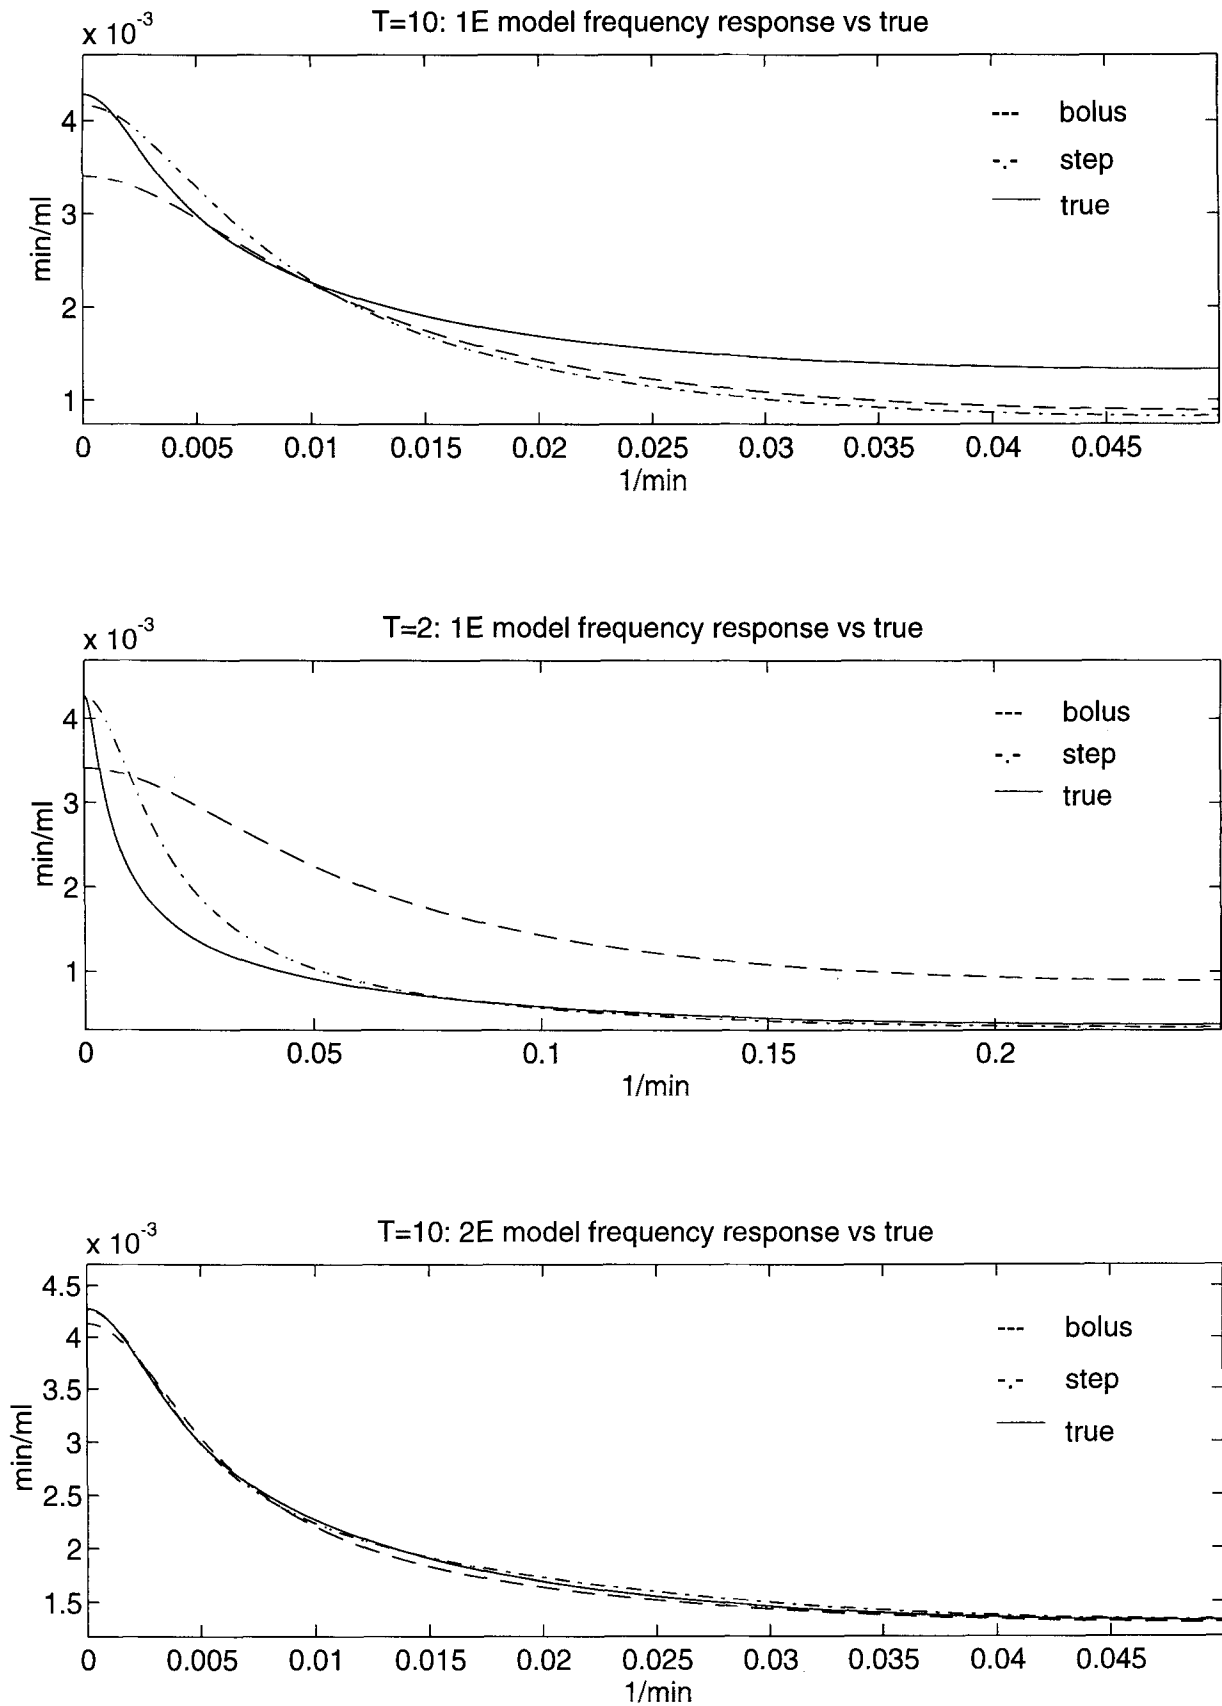 T=10: 1E model frequency response vs true
x 10-3
bolus
step
true
4
3
2
1
min/ml
0 0.005 0.01 0.015 0.02 0.025 0.03 0.035 0.04 0.045
1/min
T=2: 1E model frequency response vs true
x 10-3
bolus
step
true
4
3
2
1
min/ml
0 0.05 0.1 0.15 0.2
1/min
T=10: 2E model frequency response vs true
x 10-3
bolus
step
true
4.5
4
3.5
3
2.5
2
1.5
min/ml
0 0.005 0.01 0.015 0.02 0.025 0.03 0.035 0.04 0.045
1/min